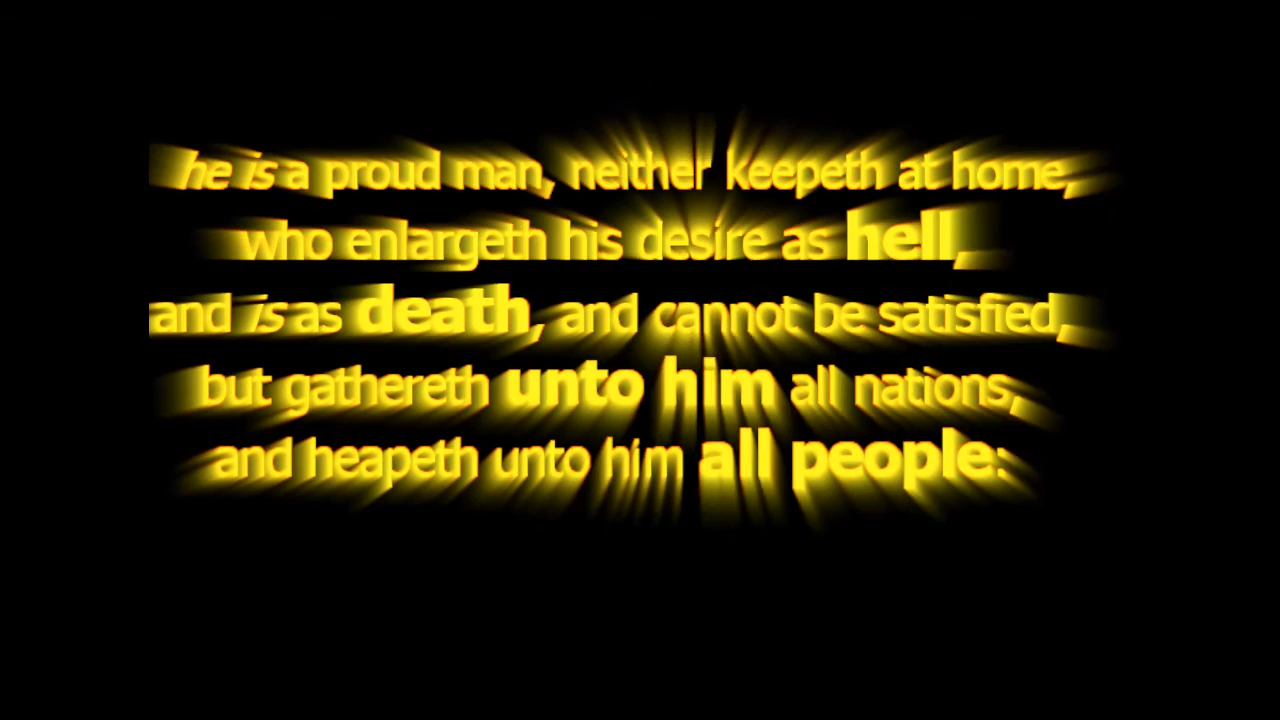 he is a proud man, neither keepeth at home,
who enlargeth his desire as hell,
and is as death, and cannot be satisfied,
but gathereth unto him all nations,
and heapeth unto him all people: